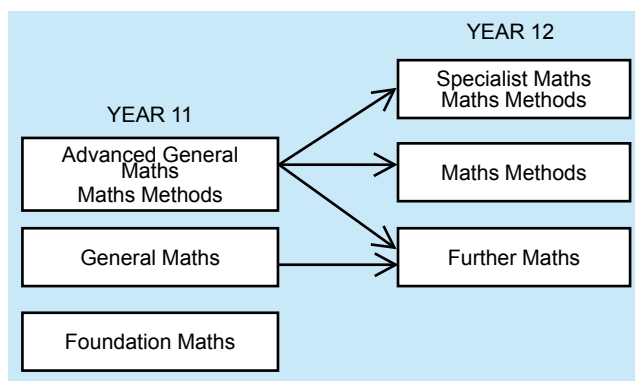 YEAR 11
Advanced General
Maths
Maths Methods
General Maths
Foundation Maths
YEAR 12
Specialist Maths
Maths Methods
Maths Methods
Further Maths